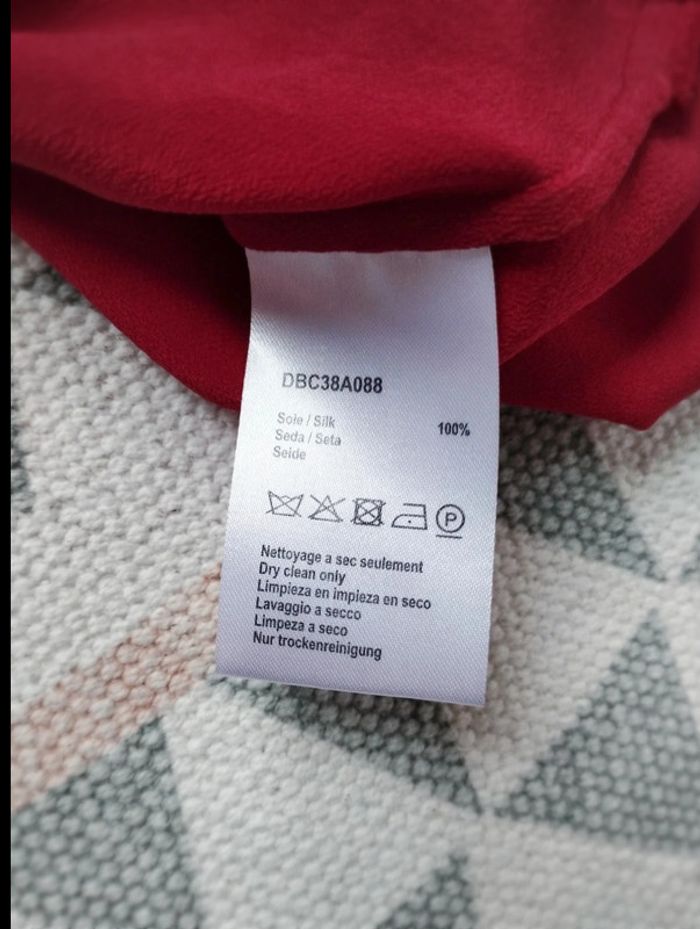 DBC38A088
Soie / Silk 100%
Seda / Seta
Seide
P
Nettoyage a sec seulement
Dry clean only
Limpieza en impieza en seco
Lavaggio a secco
Limpeza a seco
Nur trockenreinigung